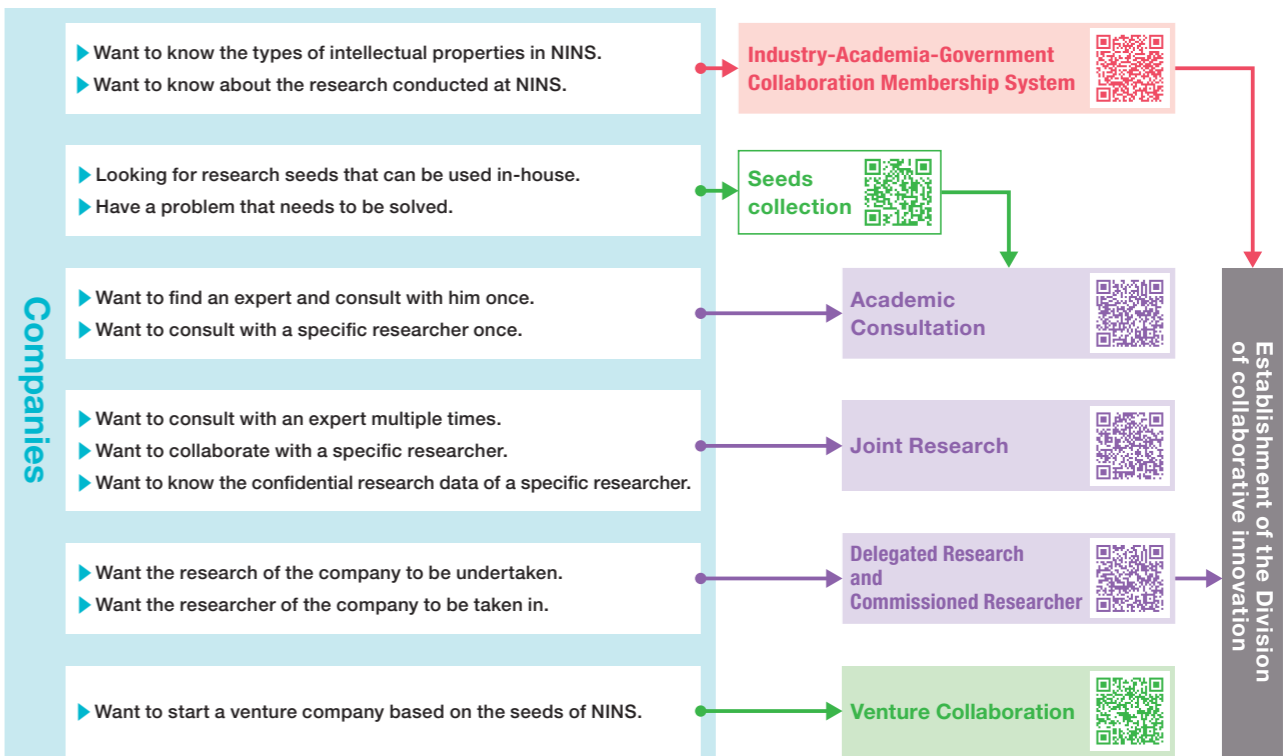 Companies
Want to know the types of intellectual properties in NINS.
Want to know about the research conducted at NINS.
Industry-Academia-Government
Collaboration Membership System
Looking for research seeds that can be used in-house.
Have a problem that needs to be solved.
Seeds
collection
Want to find an expert and consult with him once.
Want to consult with a specific researcher once.
Academic
Consultation
Want to consult with an expert multiple times.
Want to collaborate with a specific researcher.
Want to know the confidential research data of a specific researcher.
Joint Research
Want the research of the company to be undertaken.
Want the researcher of the company to be taken in.
Delegated Research
and
Commissioned Researcher
Want to start a venture company based on the seeds of NINS.
Venture Collaboration
Establishment of the Division
of collaborative innovation